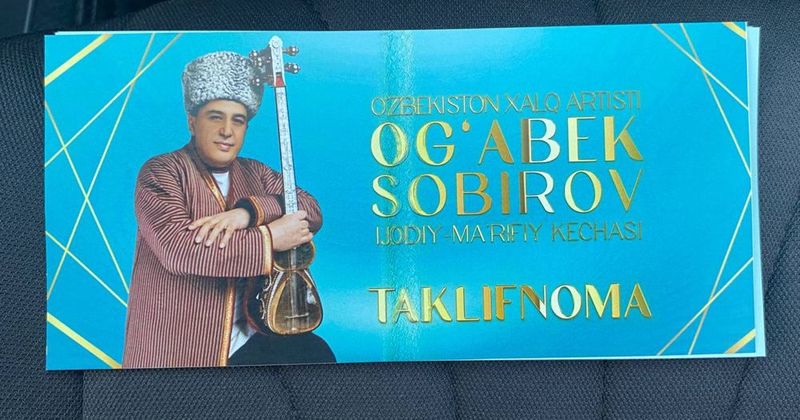 O'ZBEKISTON XALQ ARTISTI
OG‘ABEK
SOBIROV
IJODIY-MA'RIFIY KECHASI
TAKLIFNOMA